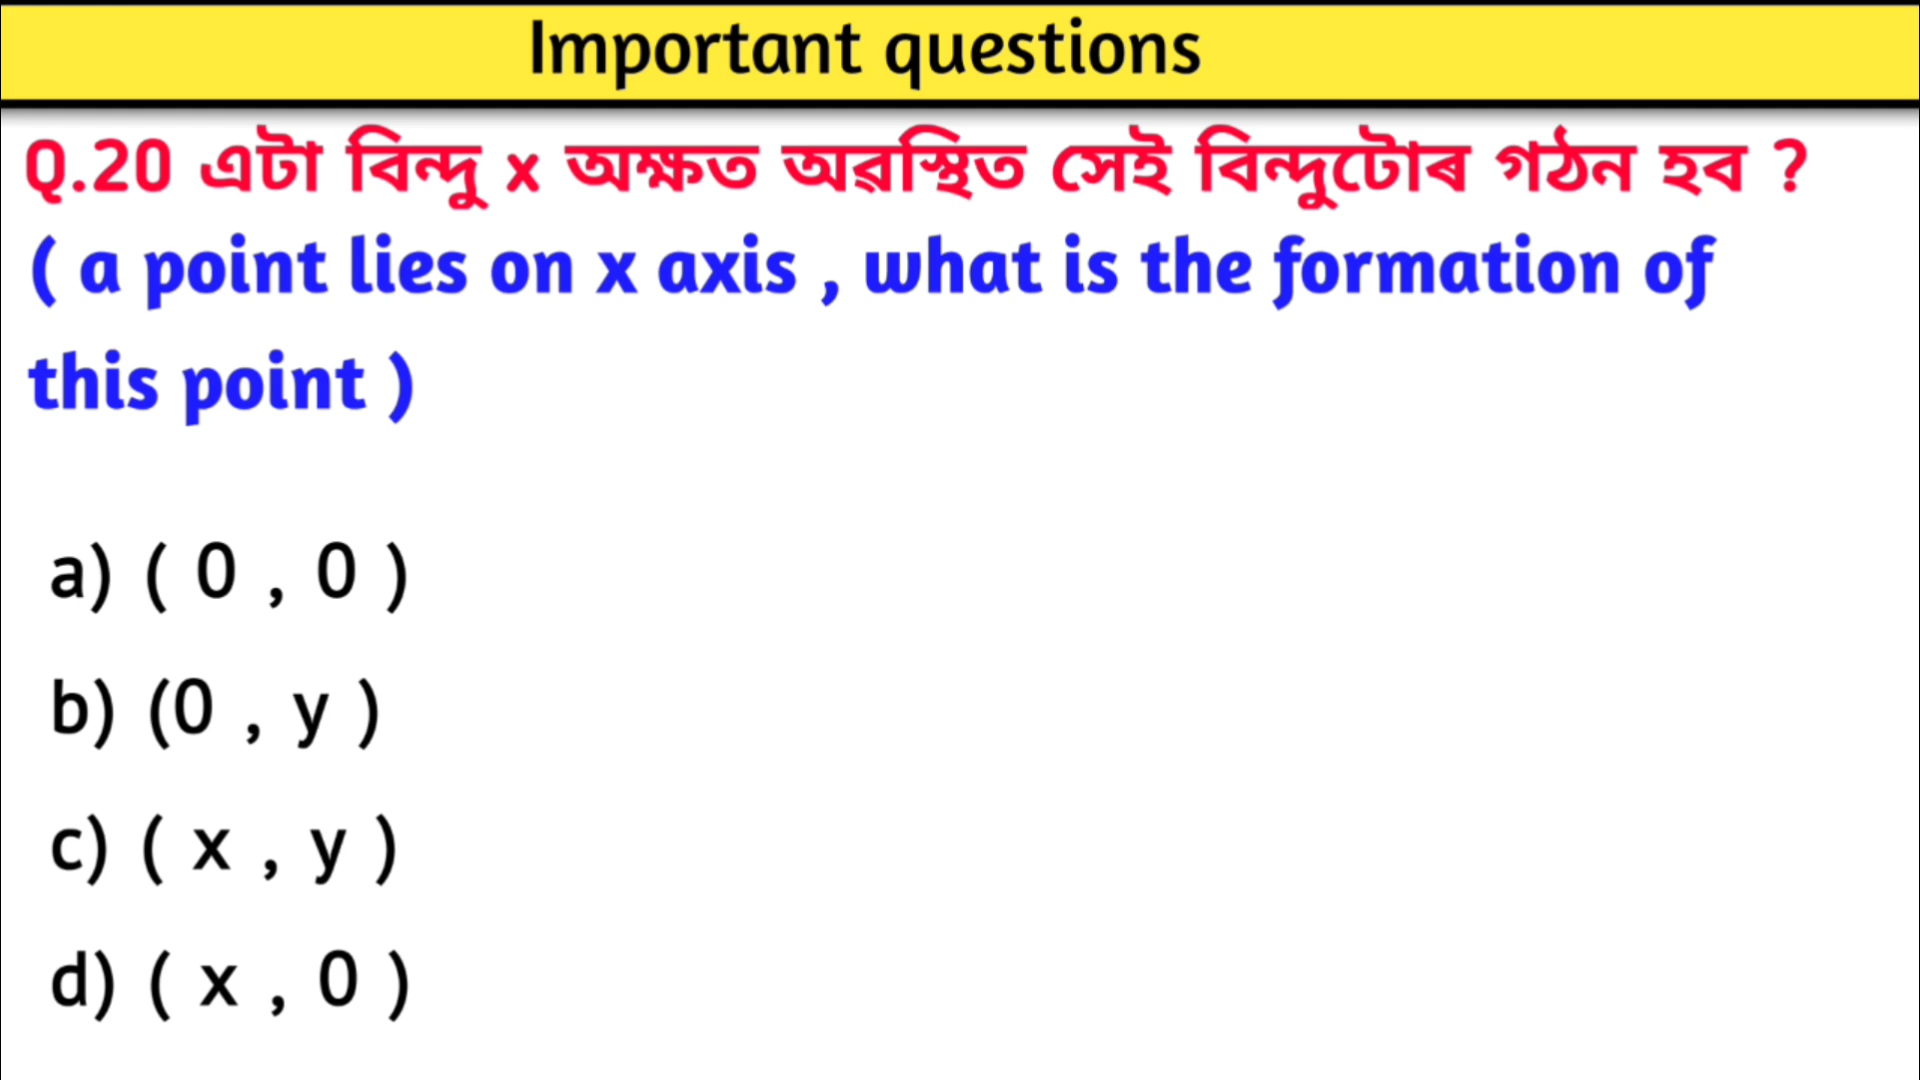 Important questions
Q.20 এটা বিন্দু x অক্ষত অৱস্থিত সেই বিন্দুটোৰ গঠন হব ?
( a point lies on x axis , what is the formation of
this point )
a) ( 0 , 0 )
b) (0 , y )
c) ( x , y )
d) ( x , 0 )